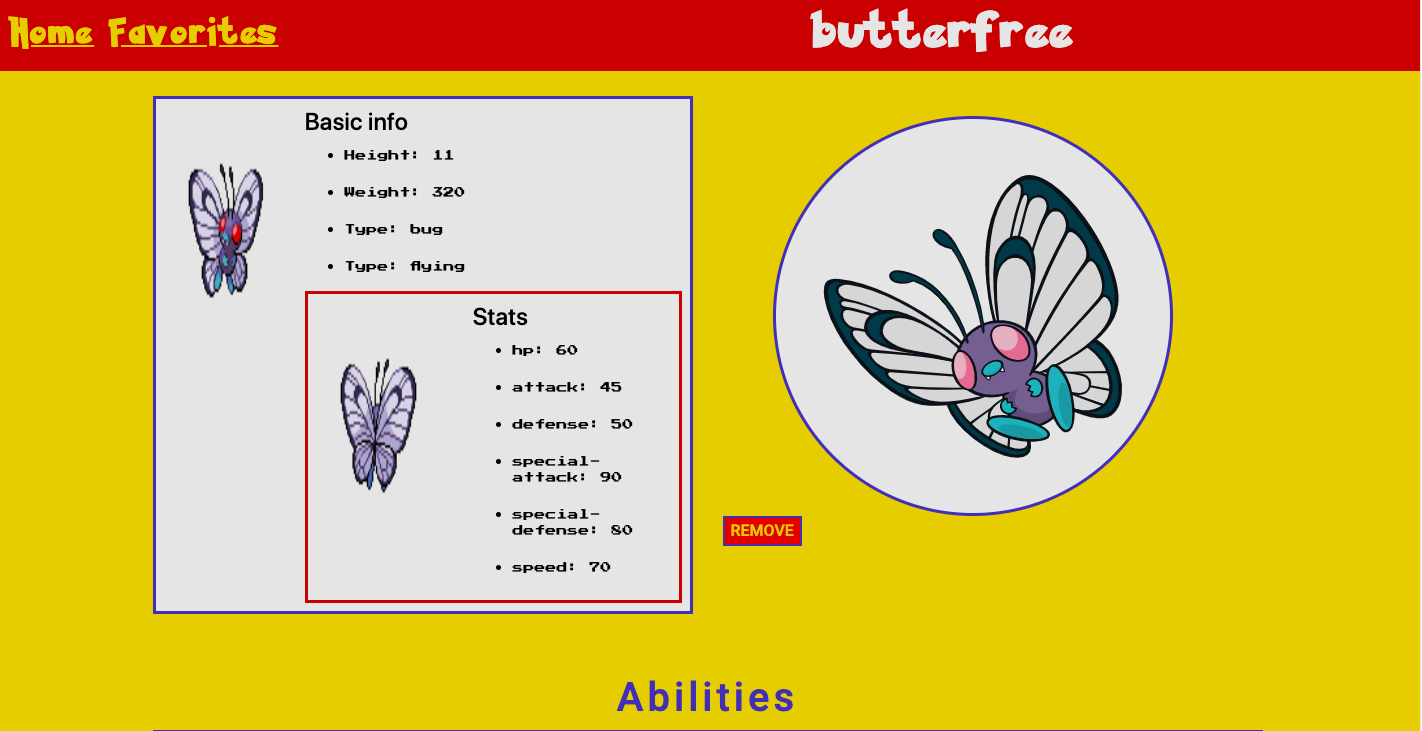 Home Favorites
butterfree
Basic info
Height: 11
Weight: 320
Type: bug
Type: flying
Stats
hp: 60
attack: 45
defense: 50
special-
attack: 90
special-
defense: 80
speed: 70
REMOVE
Abilities